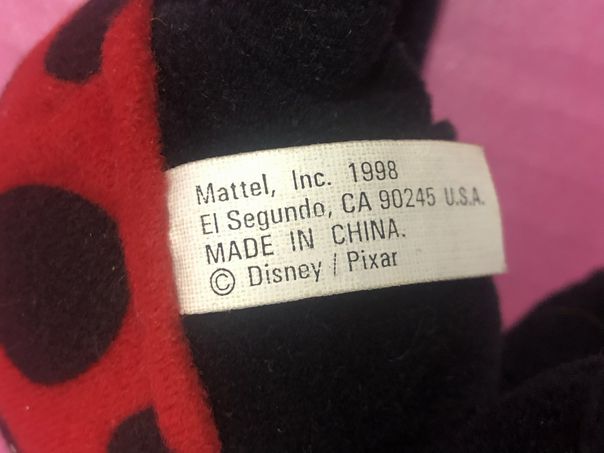 Mattel, Inc. 1998
El Segundo, CA 90245 U.S.A.
MADE IN CHINA.
© Disney / Pixar